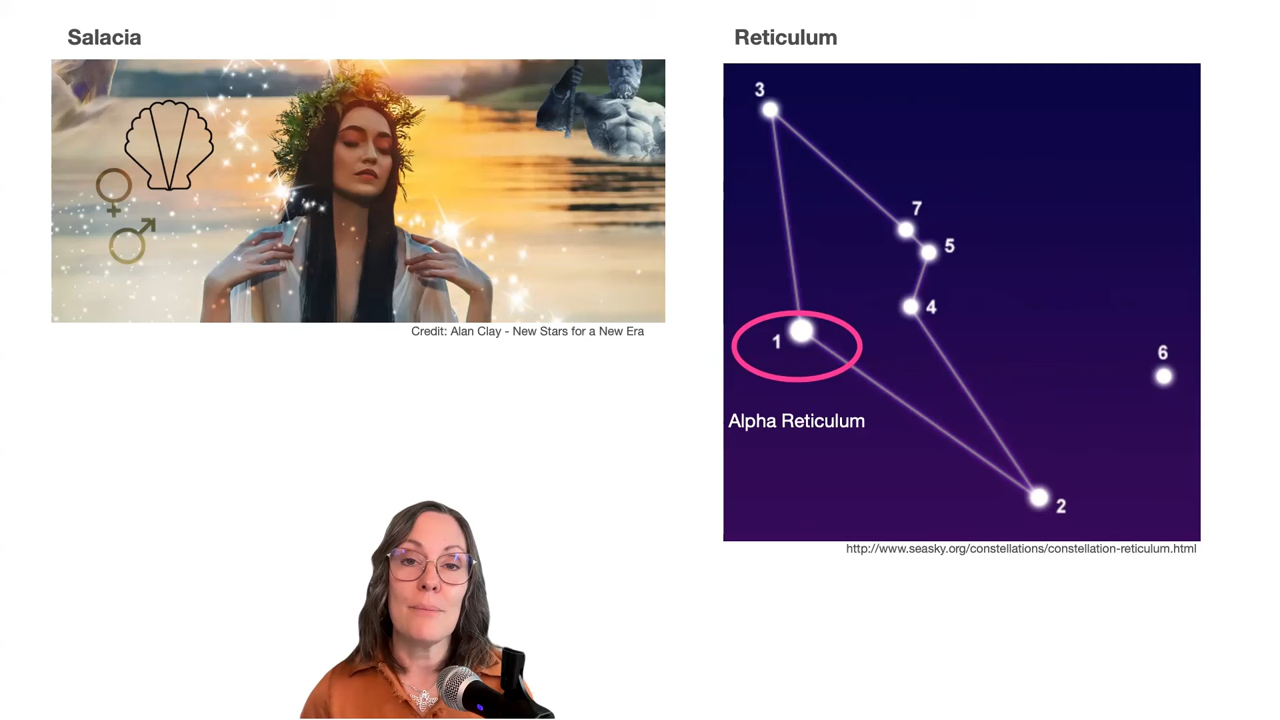 Salacia
Credit: Alan Clay - New Stars for a New Era
Reticulum
3
7
5
4
1
6
Alpha Reticulum
2
http://www.seasky.org/constellations/constellation-reticulum.html